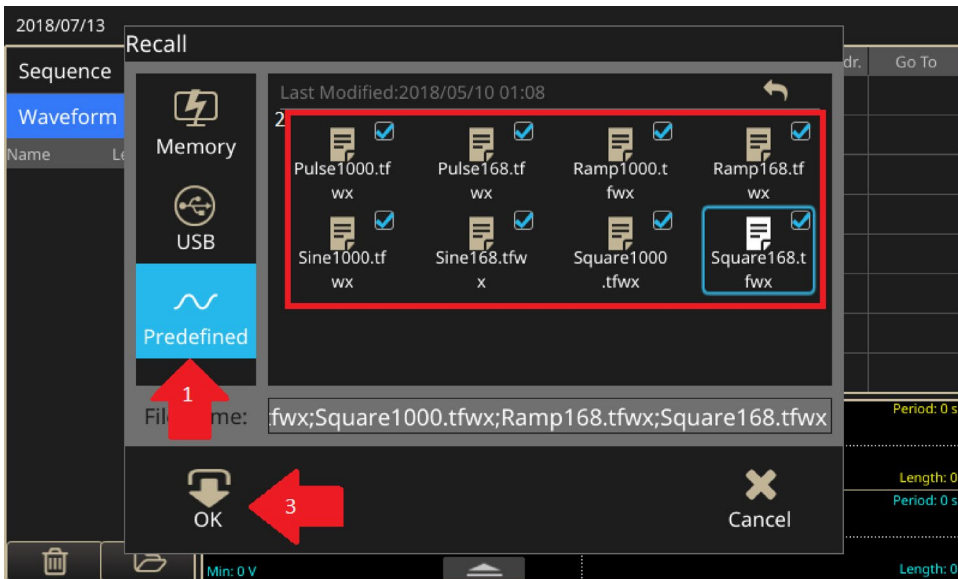 2018/07/13
Recall
Sequence
Waveform
Name Le
dr. Go To
Memory
USB
Predefined
Last Modified:2018/05/10 01:08
2
Pulse1000.tf
wx
Pulse168.tf
wx
Ramp1000.t
fwx
Ramp168.tf
wx
Sine1000.tf
wx
Sine168.tfw
x
Square1000
.tfwx
Square168.t
fwx
1
Fil me:
:fwx;Square1000.tfwx;Ramp168.tfwx;Square168.tfwx
OK
3
Cancel
Period: 0 s
Length: 0
Period: 0 s
Min: 0 V
Length: 0